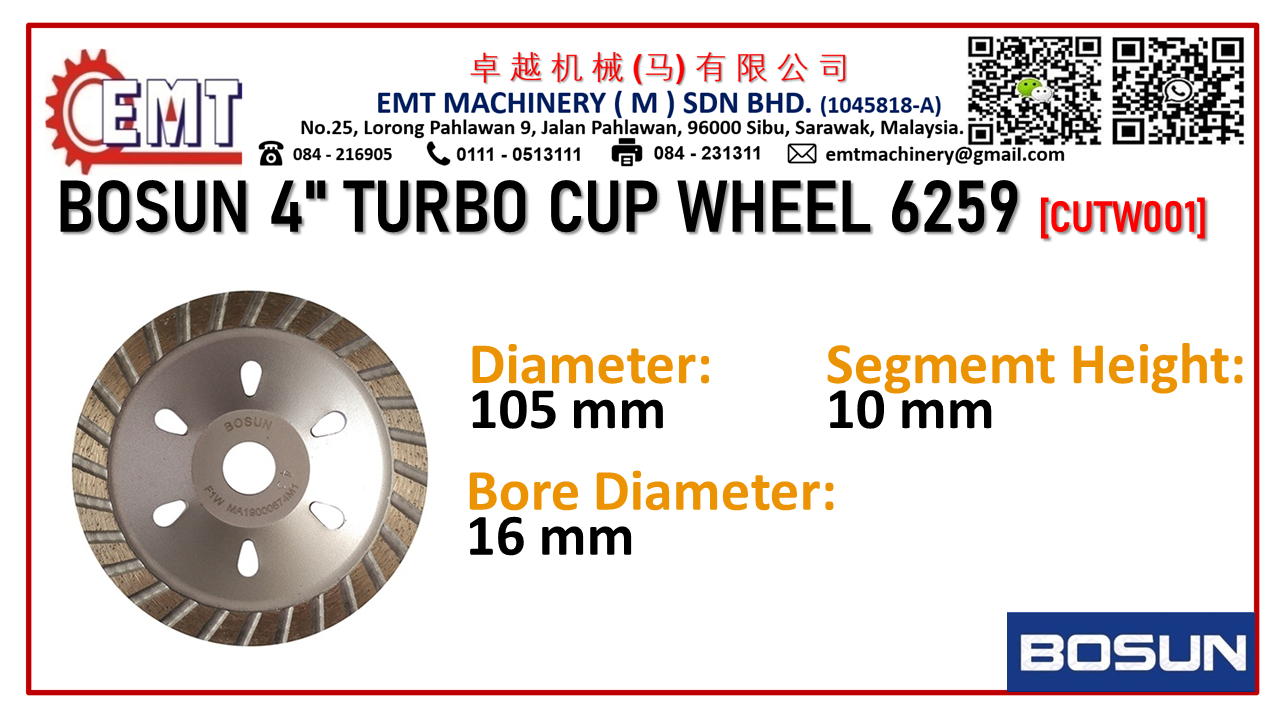 EMT
卓越机械(马)有限公司
EMT MACHINERY ( M ) SDN BHD. (1045818-A)
No.25, Lorong Pahlawan 9, Jalan Pahlawan, 96000 Sibu, Sarawak, Malaysia.
084 - 216905 0111 - 0513111 084 - 231311 emtmachinery@gmail.com
BOSUN 4" TURBO CUP WHEEL 6259 [CUTW001]
Diameter:
105 mm
Segmemt Height:
10 mm
Bore Diameter:
16 mm
BOSUN
F1W MA19000674M1
BOSUN